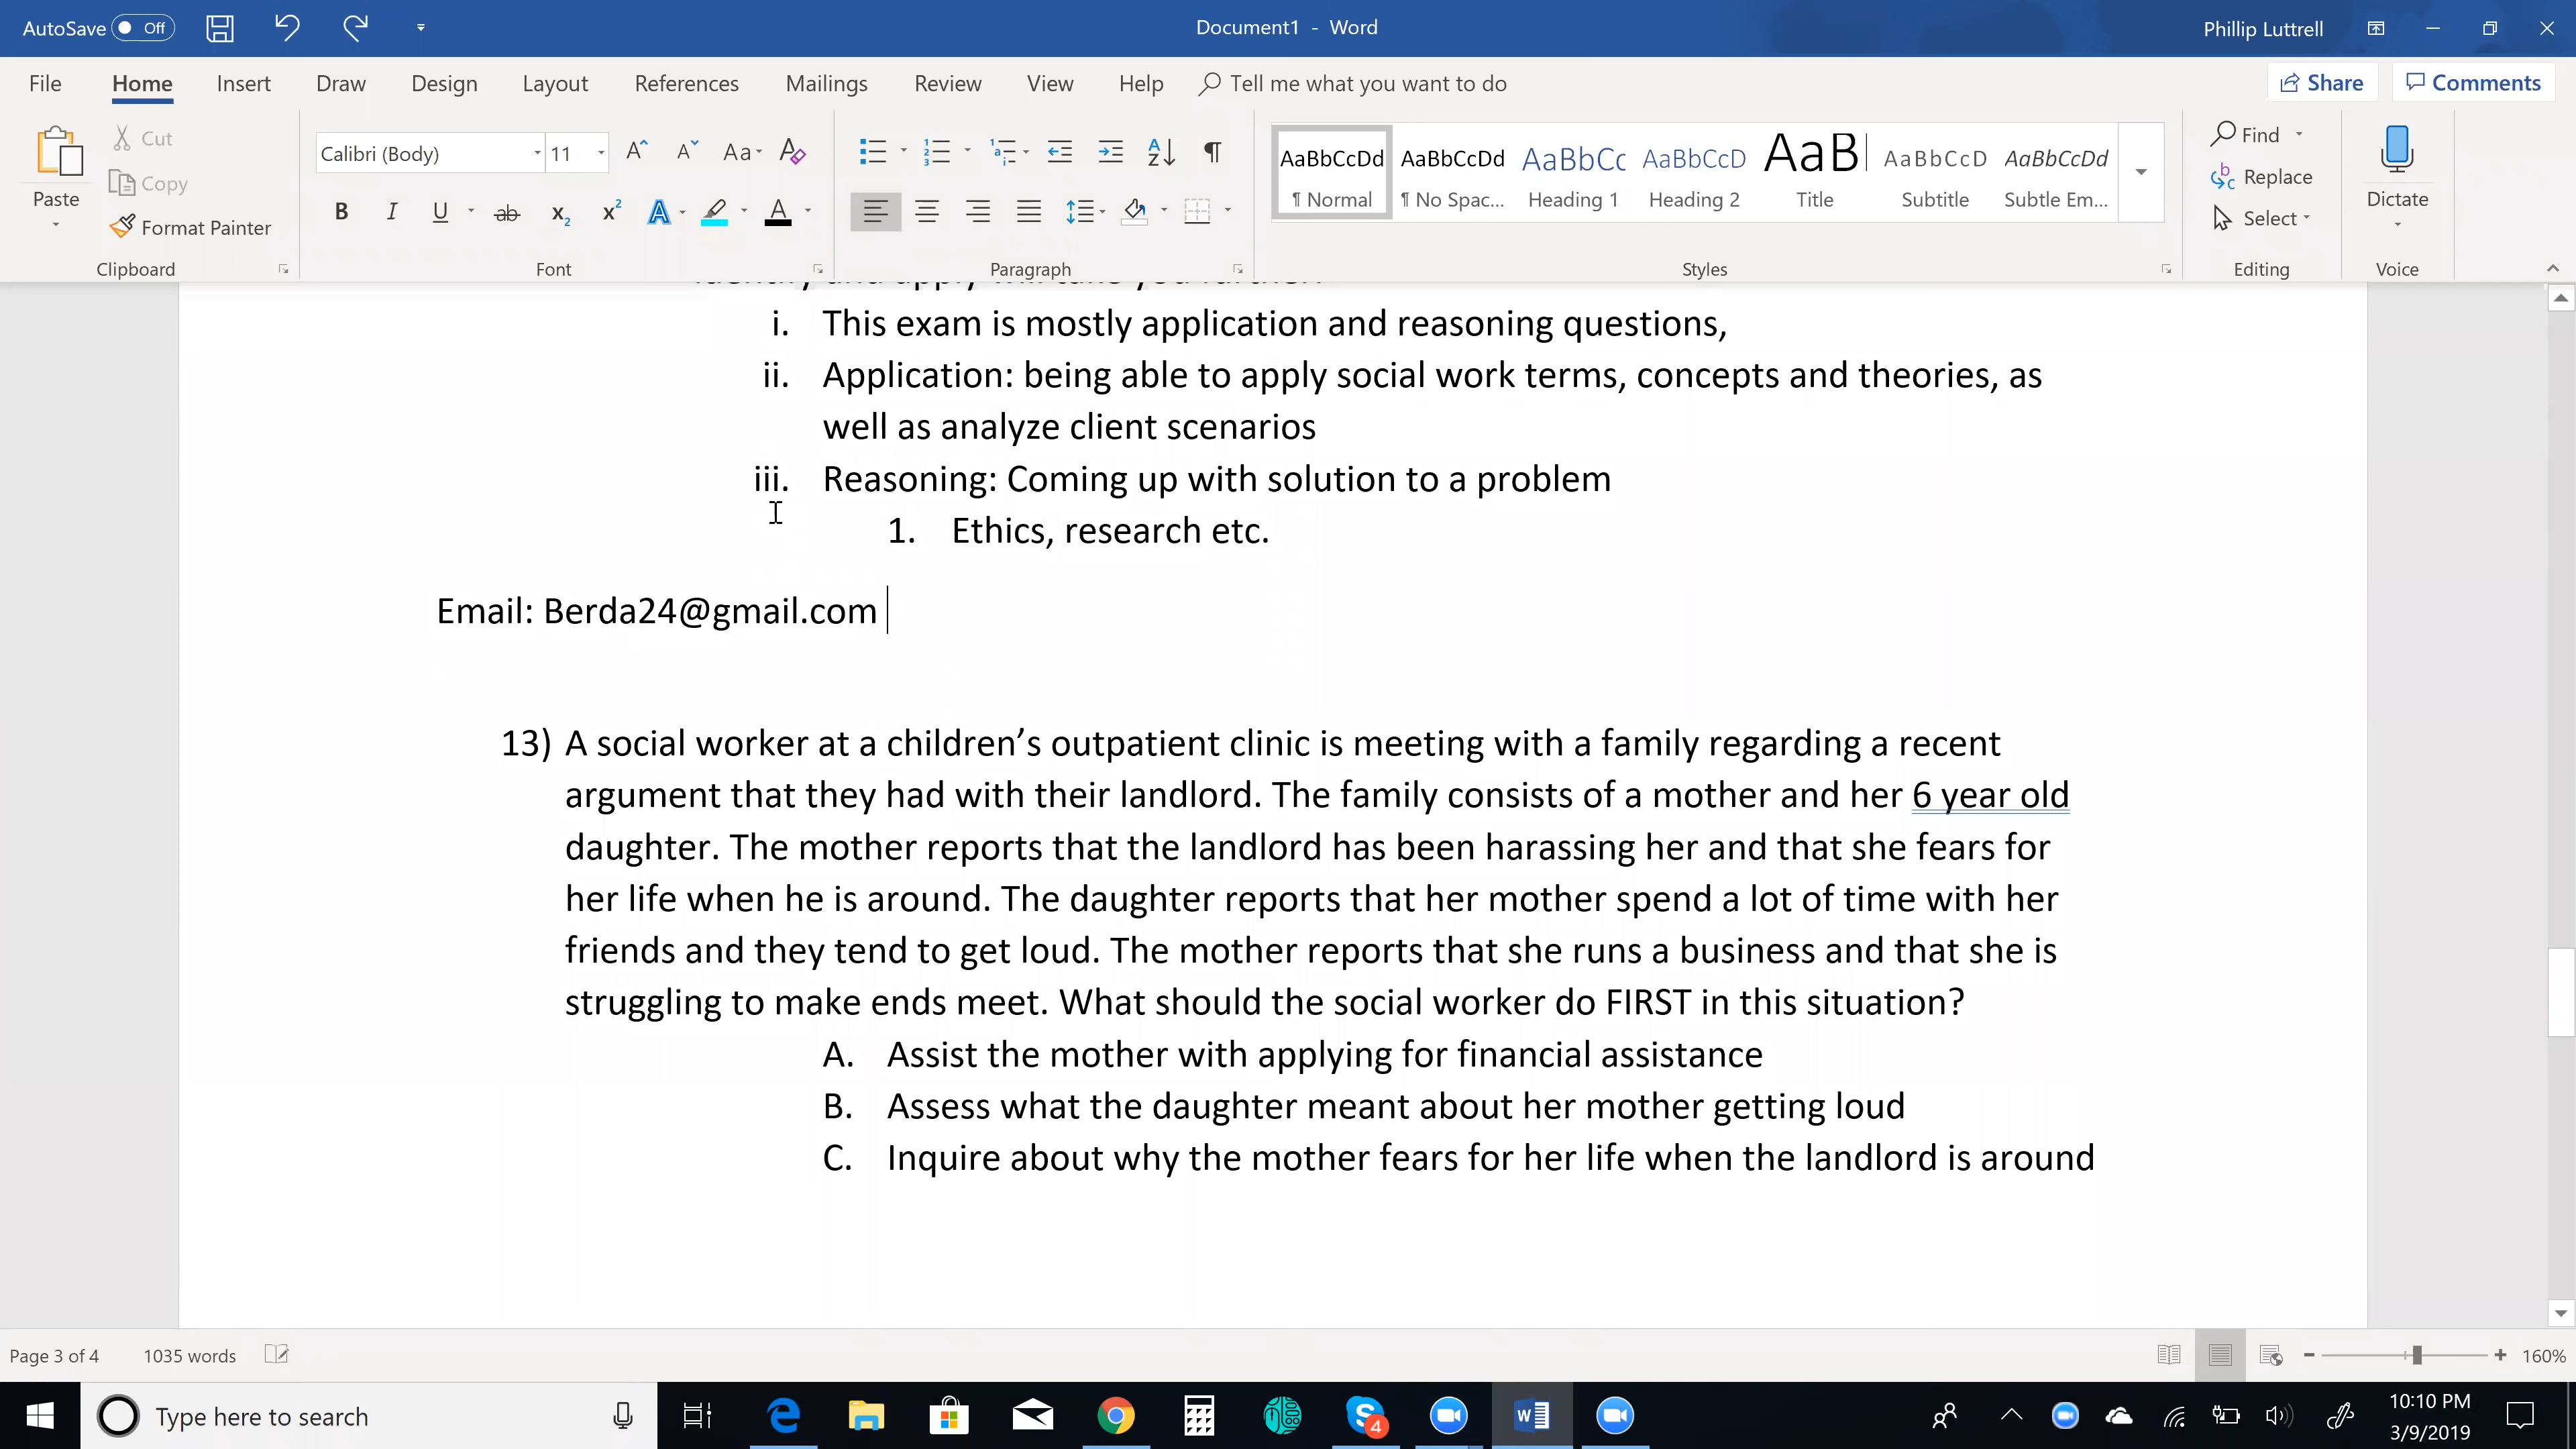 AutoSave Off
Document1 - Word
Phillip Luttrell
File Home Insert Draw Design Layout References Mailings Review View Help Tell me what you want to do
Share Comments
Paste
Cut
Copy
Format Painter
Clipboard
Calibri (Body) 11
Font
Paragraph
AaBbCcDd AaBbCcDd AaBbCc AaBbCcD AaB AaBbCcD AaBbCcDd
¶ Normal ¶ No Spac... Heading 1 Heading 2 Title Subtitle Subtle Em...
Styles
Find
Replace
Select
Editing
Dictate
Voice
i. This exam is mostly application and reasoning questions,
ii. Application: being able to apply social work terms, concepts and theories, as
well as analyze client scenarios
iii. Reasoning: Coming up with solution to a problem
1. Ethics, research etc.
Email: Berda24@gmail.com
13) A social worker at a children’s outpatient clinic is meeting with a family regarding a recent
argument that they had with their landlord. The family consists of a mother and her 6 year old
daughter. The mother reports that the landlord has been harassing her and that she fears for
her life when he is around. The daughter reports that her mother spend a lot of time with her
friends and they tend to get loud. The mother reports that she runs a business and that she is
struggling to make ends meet. What should the social worker do FIRST in this situation?
A. Assist the mother with applying for financial assistance
B. Assess what the daughter meant about her mother getting loud
C. Inquire about why the mother fears for her life when the landlord is around
Page 3 of 4 1035 words
160%
Type here to search
4
10:10 PM
3/9/2019